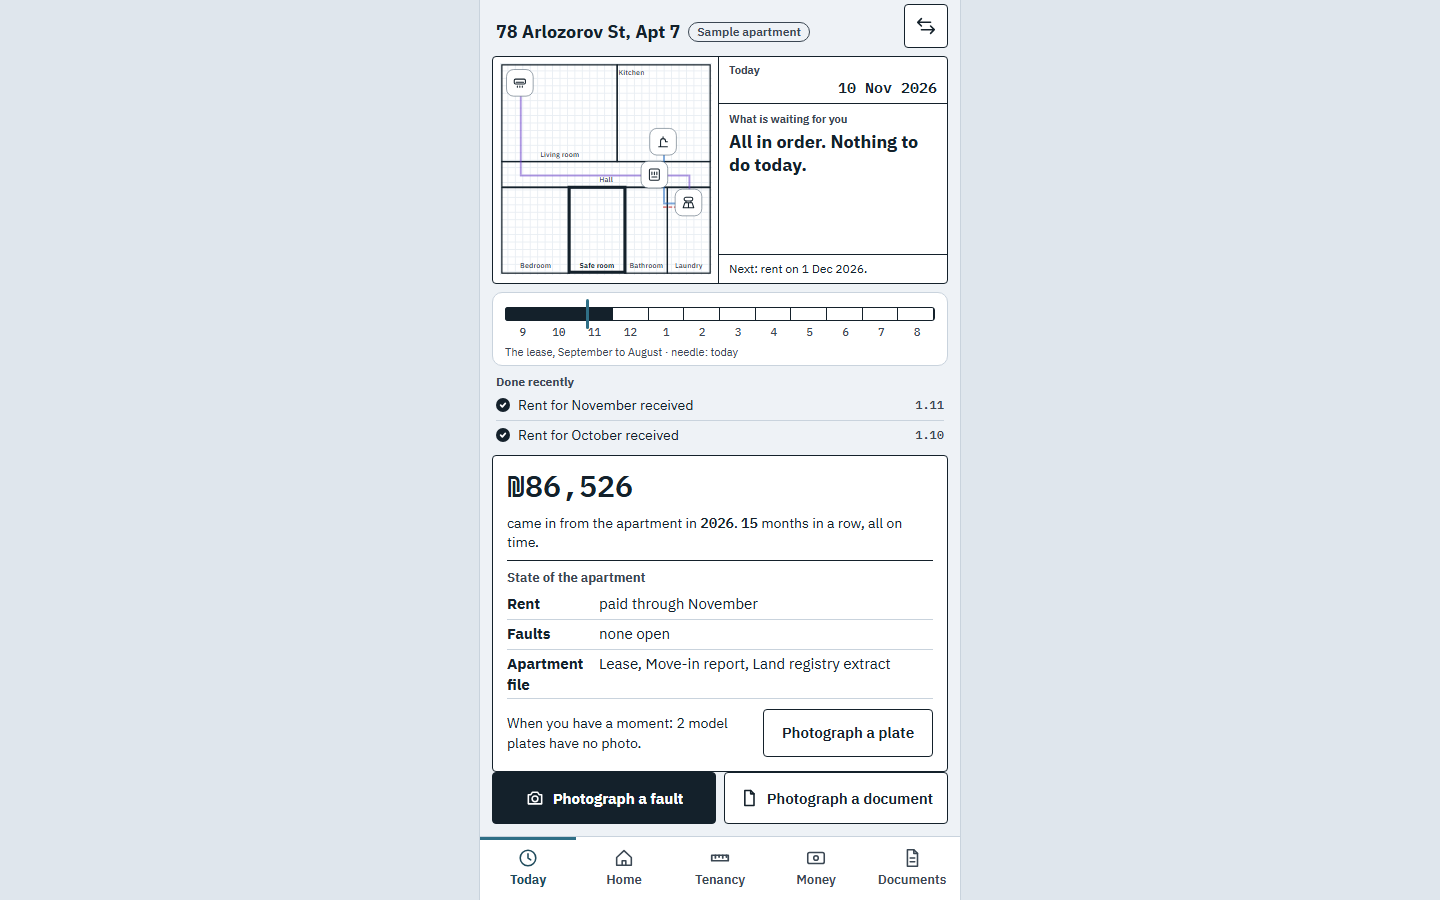 78 Arlozorov St, Apt 7 Sample apartment
Kitchen
Living room
Hall
Bedroom Safe room Bathroom Laundry
Today
10 Nov 2026
What is waiting for you
All in order. Nothing to
do today.
Next: rent on 1 Dec 2026.
9 10 11 12 1 2 3 4 5 6 7 8
The lease, September to August · needle: today
Done recently
Rent for November received 1.11
Rent for October received 1.10
₪86,526
came in from the apartment in 2026. 15 months in a row, all on
time.
State of the apartment
Rent paid through November
Faults none open
Apartment Lease, Move-in report, Land registry extract
file
When you have a moment: 2 model
plates have no photo.
Photograph a plate
Photograph a fault Photograph a document
Today Home Tenancy Money Documents